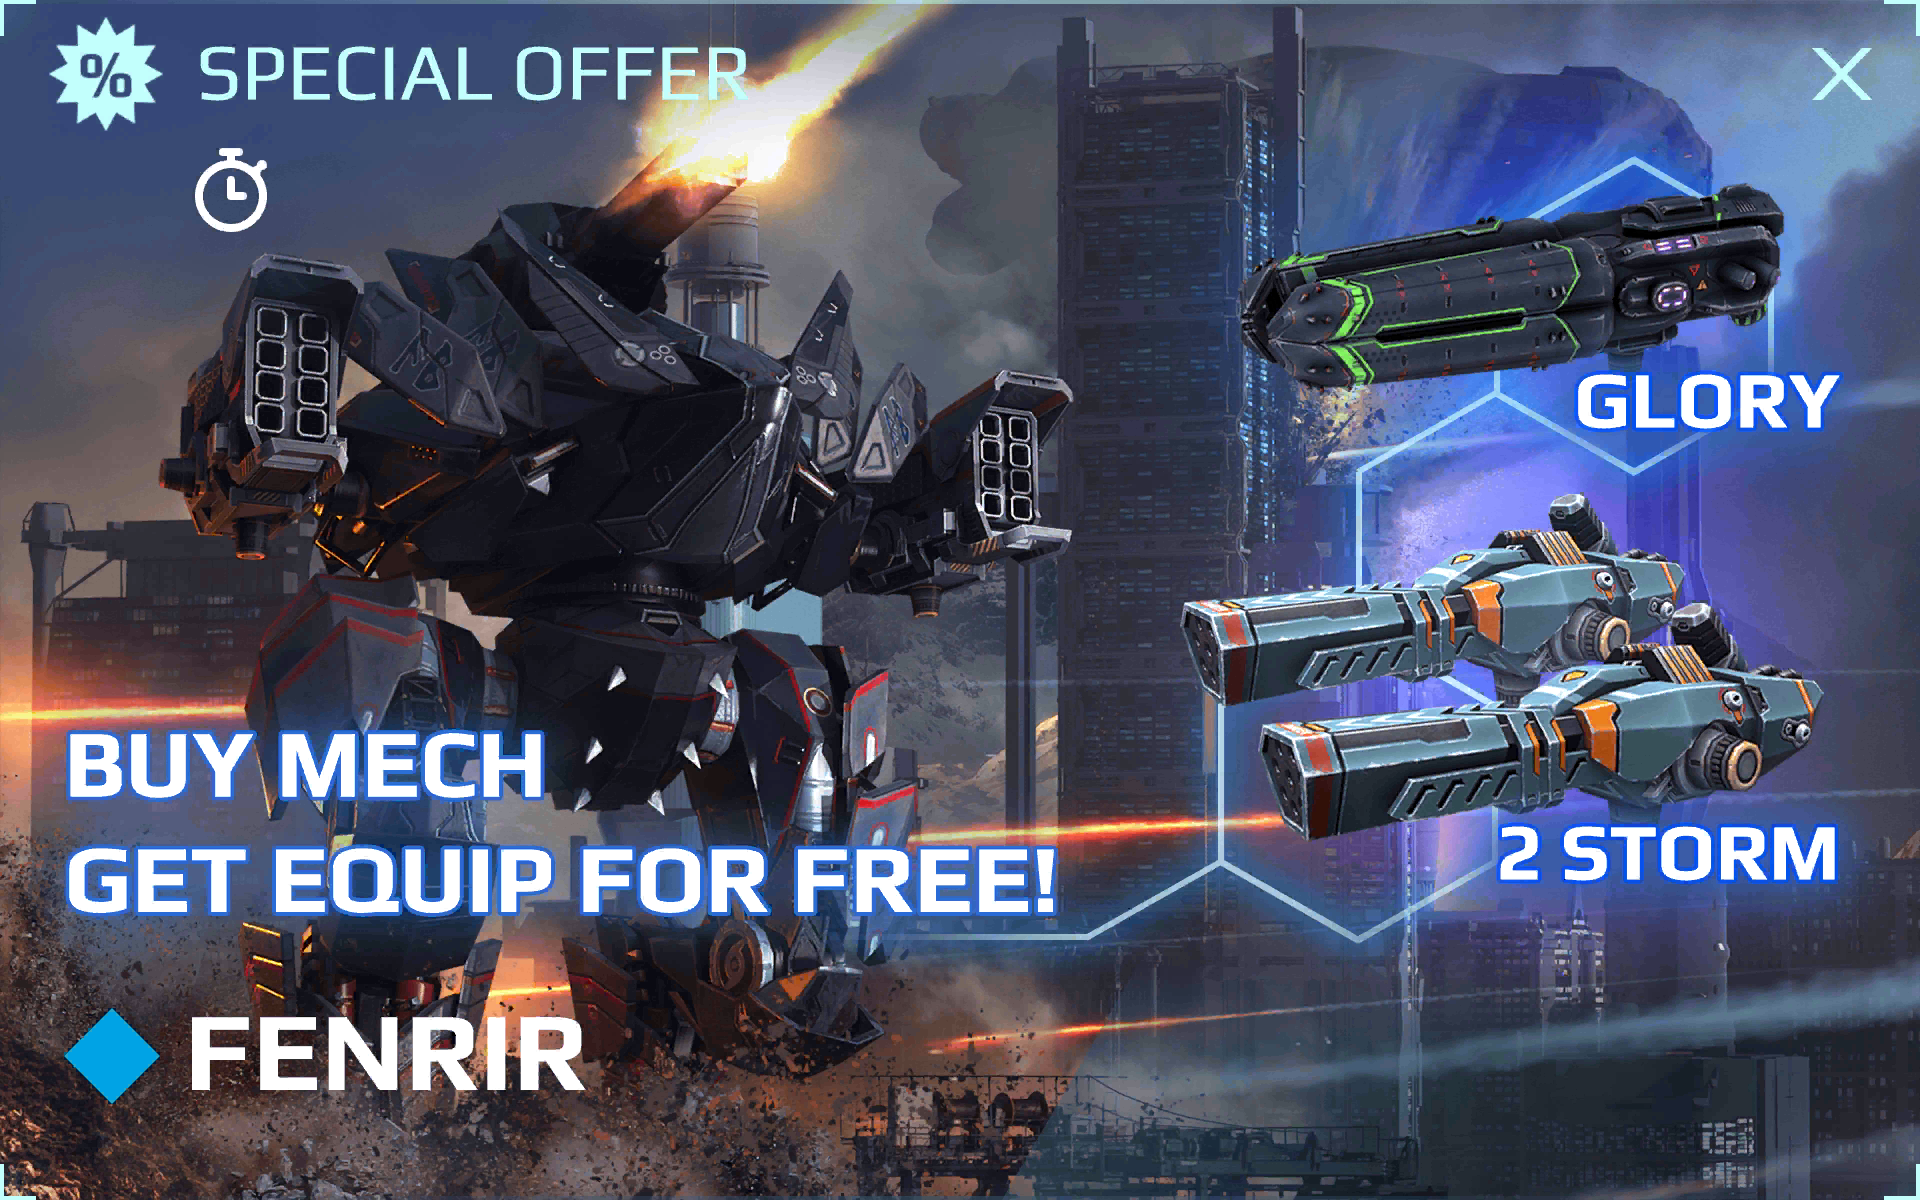 % SPECIAL OFFER
GLORY
BUY MECH
GET EQUIP FOR FREE!
2 STORM
FENRIR